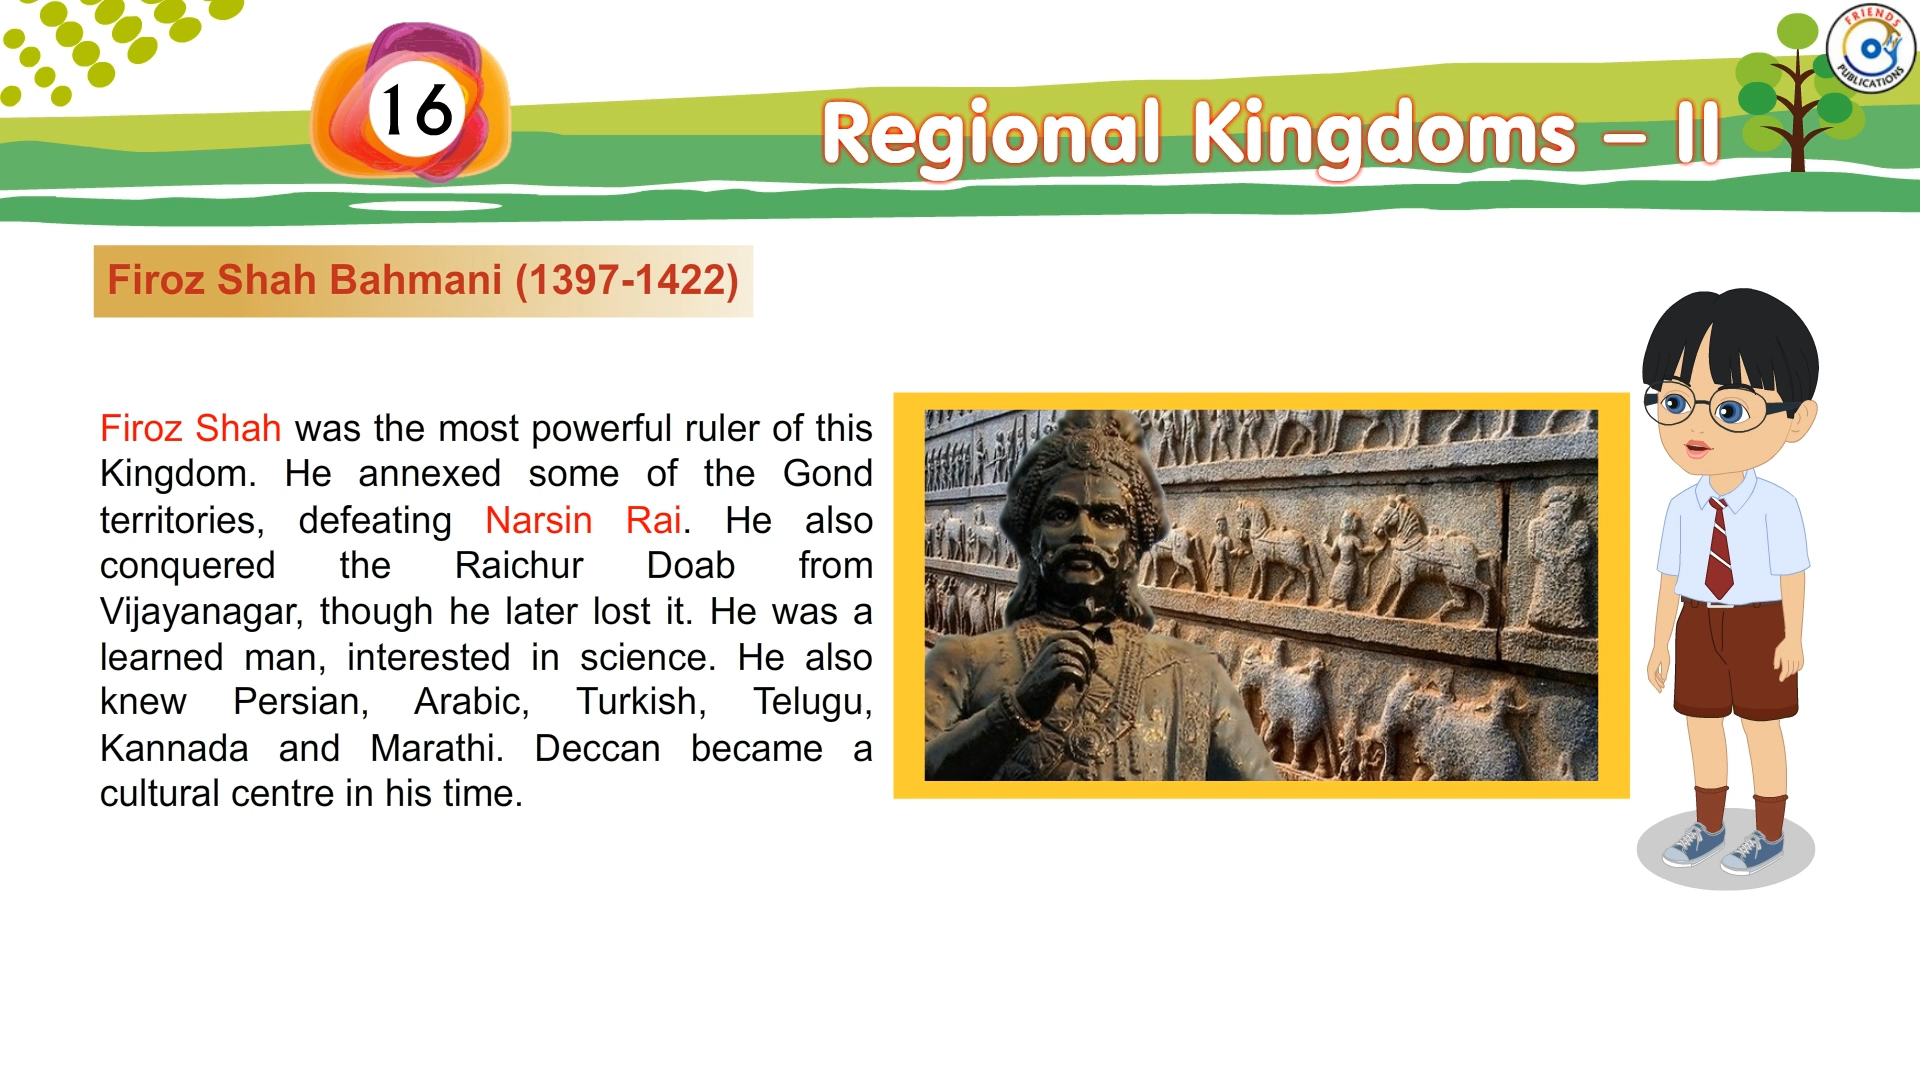 FRIENDS
PUBLICATIONS
16
Regional Kingdoms – II
Firoz Shah Bahmani (1397-1422)
Firoz Shah was the most powerful ruler of this
Kingdom. He annexed some of the Gond
territories, defeating Narsin Rai. He also
conquered the Raichur Doab from
Vijayanagar, though he later lost it. He was a
learned man, interested in science. He also
knew Persian, Arabic, Turkish, Telugu,
Kannada and Marathi. Deccan became a
cultural centre in his time.